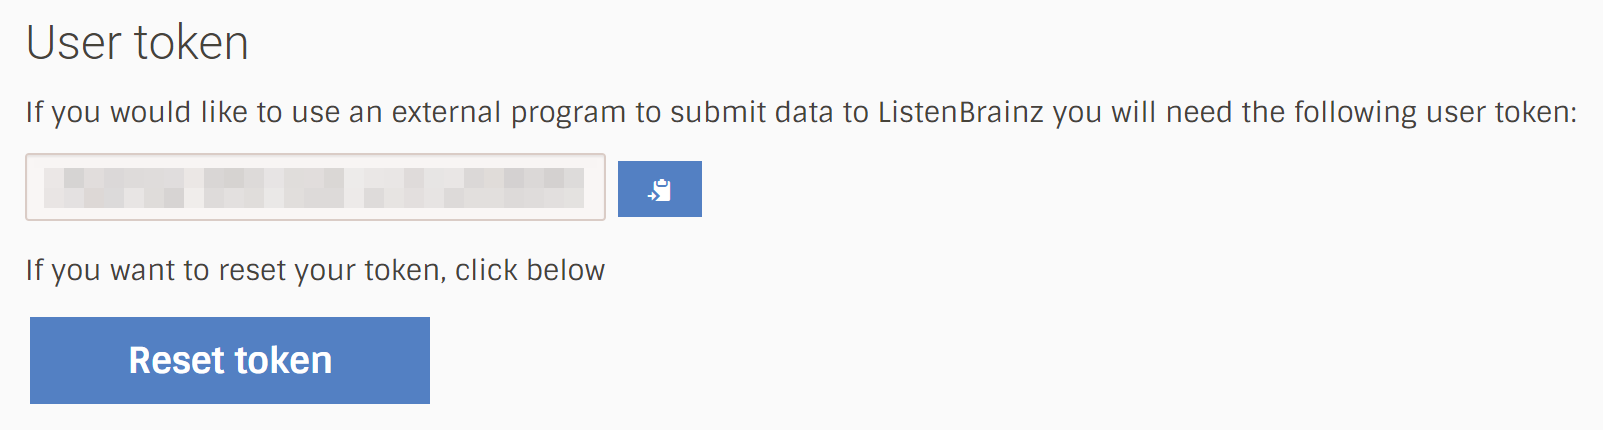 User token
If you would like to use an external program to submit data to ListenBrainz you will need the following user token:
If you want to reset your token, click below
Reset token